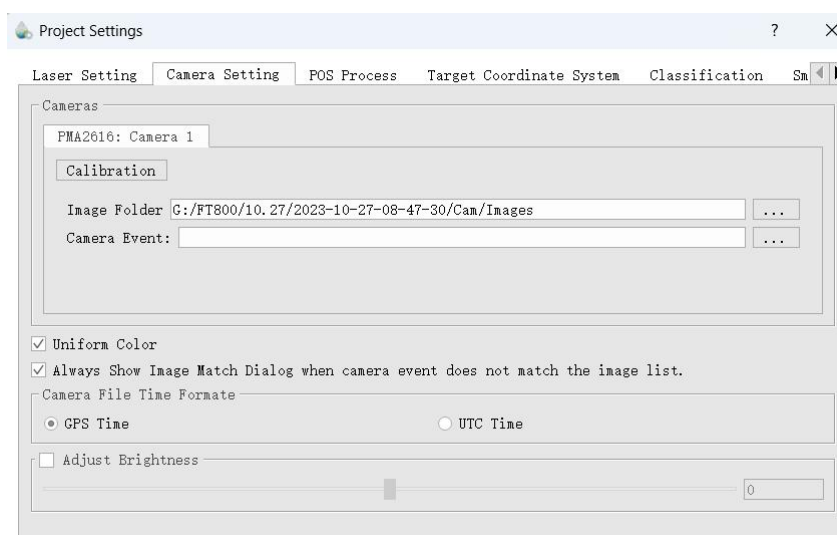 Project Settings
?
Laser Setting Camera Setting POS Process Target Coordinate System Classification Sm
Cameras
PMA2616: Camera 1
Calibration
Image Folder G:/FT800/10.27/2023-10-27-08-47-30/Cam/Images ...
Camera Event: ...
Uniform Color
Always Show Image Match Dialog when camera event does not match the image list.
Camera File Time Formate
GPS Time UTC Time
Adjust Brightness
0